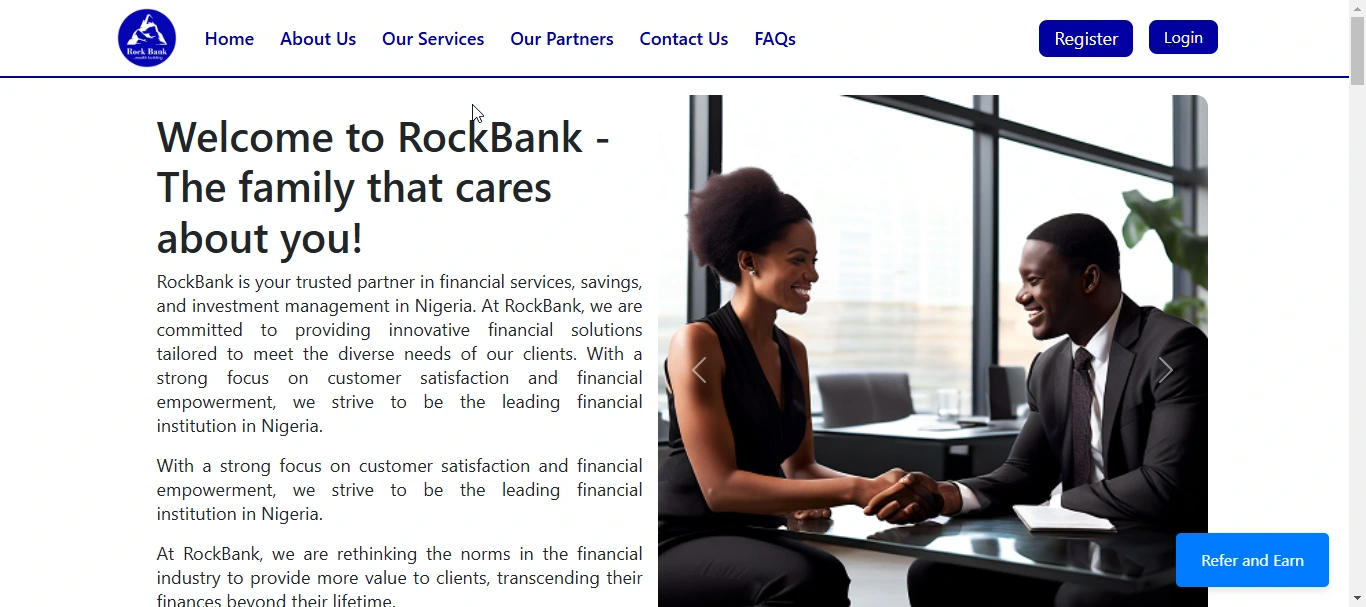 Rock Bank
...wealth building
Home
About Us
Our Services
Our Partners
Contact Us
FAQs
Register
Login
Welcome to RockBank -
The family that cares
about you!
RockBank is your trusted partner in financial services, savings,
and investment management in Nigeria. At RockBank, we are
committed to providing innovative financial solutions
tailored to meet the diverse needs of our clients. With a
strong focus on customer satisfaction and financial
empowerment, we strive to be the leading financial
institution in Nigeria.
With a strong focus on customer satisfaction and financial
empowerment, we strive to be the leading financial
institution in Nigeria.
At RockBank, we are rethinking the norms in the financial
industry to provide more value to clients, transcending their
finances beyond their lifetime.
Refer and Earn